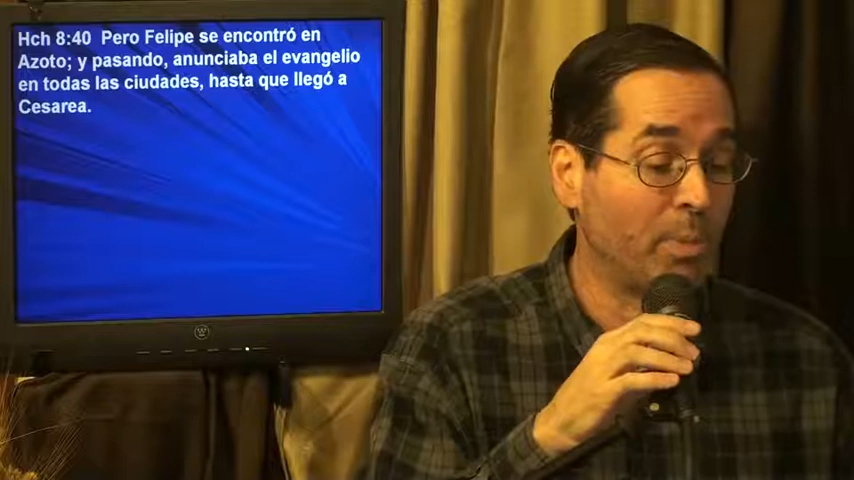 Hch 8:40 Pero Felipe se encontró en
Azoto; y pasando, anunciaba el evangelio
en todas las ciudades, hasta que llegó a
Cesarea.